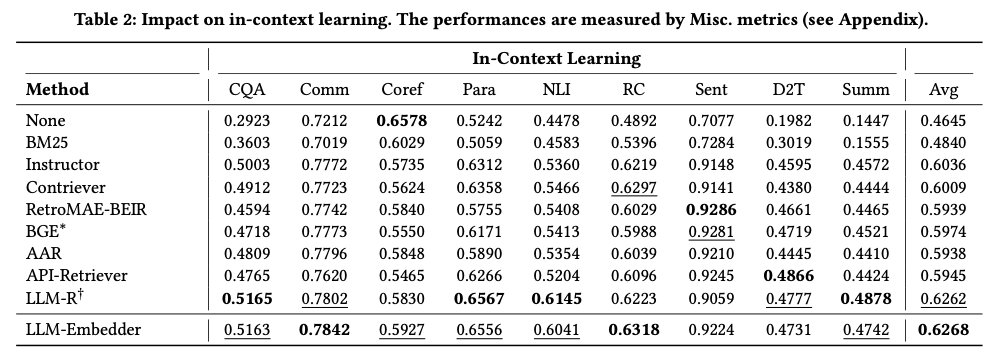 Table 2: Impact on in-context learning. The performances are measured by Misc. metrics (see Appendix).
In-Context Learning
Method CQA Comm Coref Para NLI RC Sent D2T Summ Avg
None 0.2923 0.7212 0.6578 0.5242 0.4478 0.4892 0.7077 0.1982 0.1447 0.4645
BM25 0.3603 0.7019 0.6029 0.5059 0.4583 0.5396 0.7284 0.3019 0.1555 0.4840
Instructor 0.5003 0.7772 0.5735 0.6312 0.5360 0.6219 0.9148 0.4595 0.4572 0.6036
Contriever 0.4912 0.7723 0.5624 0.6358 0.5466 0.6297 0.9141 0.4380 0.4444 0.6009
RetroMAE-BEIR 0.4594 0.7742 0.5840 0.5755 0.5408 0.6029 0.9286 0.4661 0.4465 0.5939
BGE* 0.4718 0.7773 0.5550 0.6171 0.5413 0.5988 0.9281 0.4719 0.4521 0.5974
AAR 0.4809 0.7796 0.5848 0.5890 0.5354 0.6039 0.9210 0.4445 0.4410 0.5938
API-Retriever 0.4765 0.7620 0.5465 0.6266 0.5204 0.6096 0.9245 0.4866 0.4424 0.5945
LLM-R† 0.5165 0.7802 0.5830 0.6567 0.6145 0.6223 0.9059 0.4777 0.4878 0.6262
LLM-Embedder 0.5163 0.7842 0.5927 0.6556 0.6041 0.6318 0.9224 0.4731 0.4742 0.6268